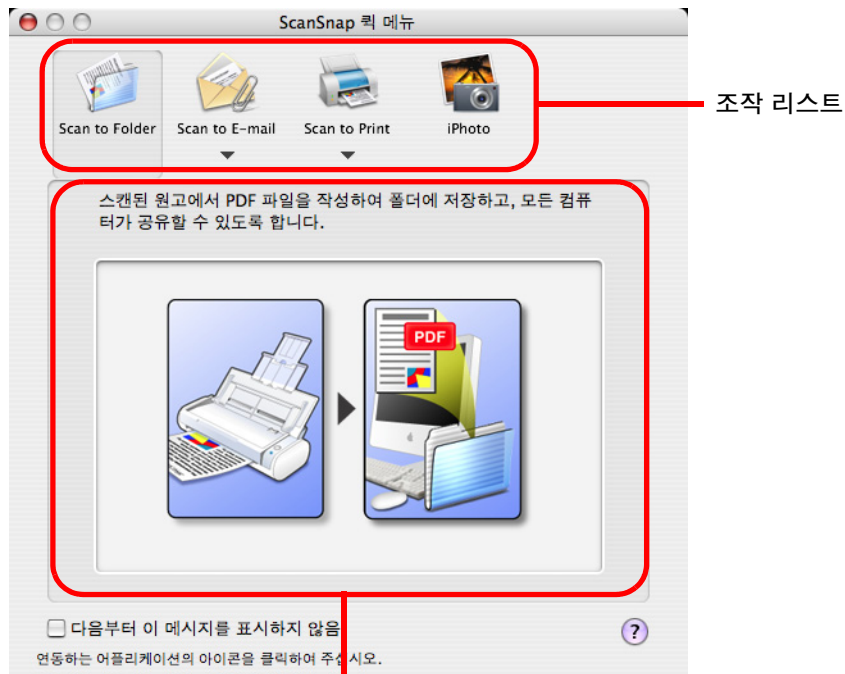 ScanSnap 퀵 메뉴
Scan to Folder
Scan to E-mail
Scan to Print
iPhoto
조작 리스트
스캔된 원고에서 PDF 파일을 작성하여 폴더에 저장하고, 모든 컴퓨
터가 공유할 수 있도록 합니다.
PDF
다음부터 이 메시지를 표시하지 않음
?
연동하는 어플리케이션의 아이콘을 클릭하여 주십시오.